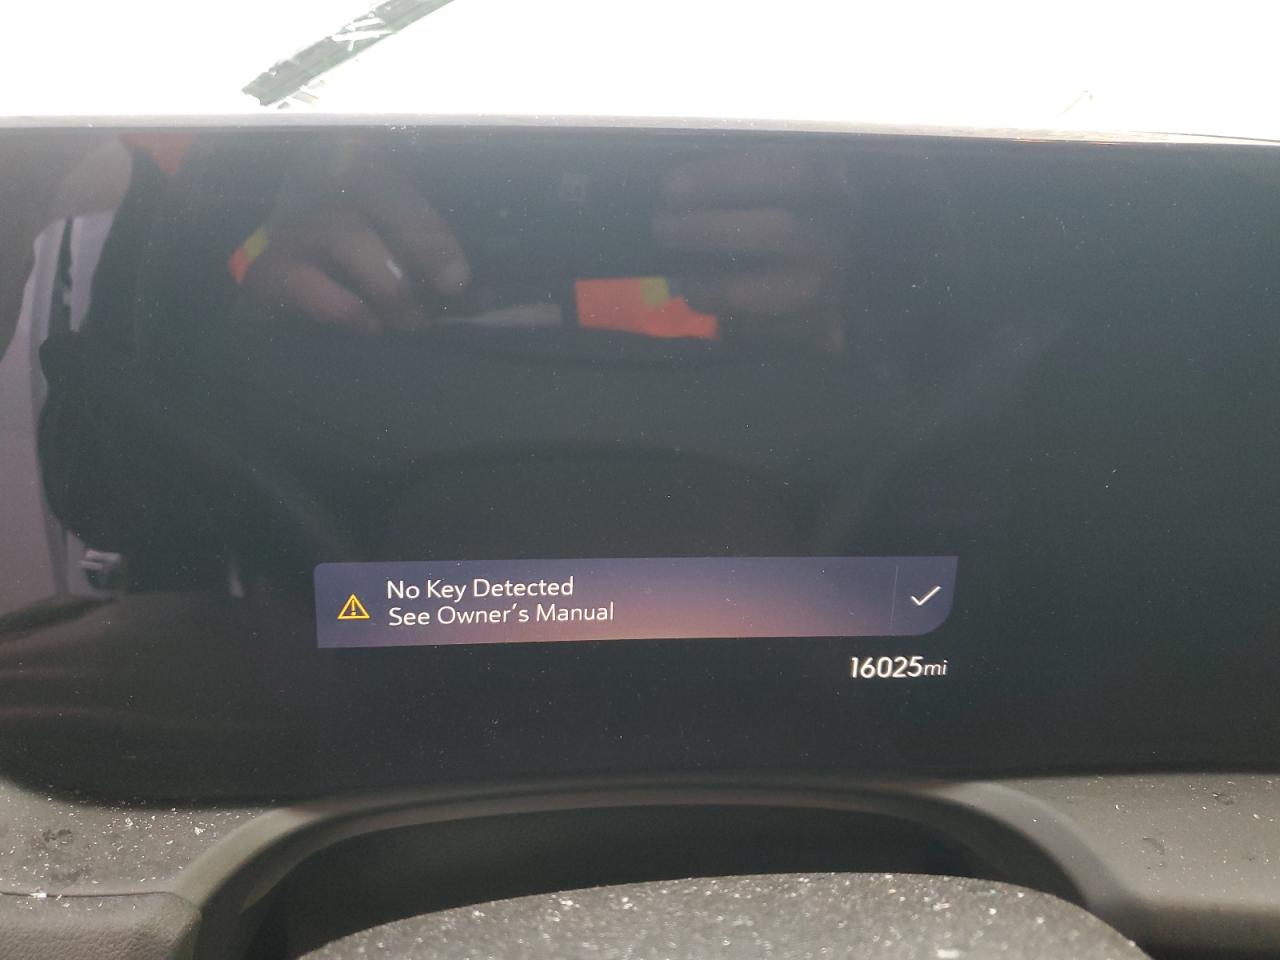 No Key Detected
See Owner's Manual
16025mi